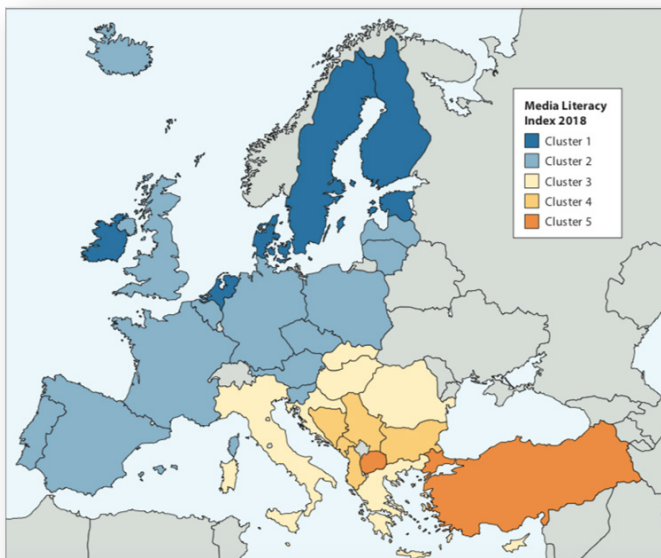 Media Literacy
Index 2018
Cluster 1
Cluster 2
Cluster 3
Cluster 4
Cluster 5